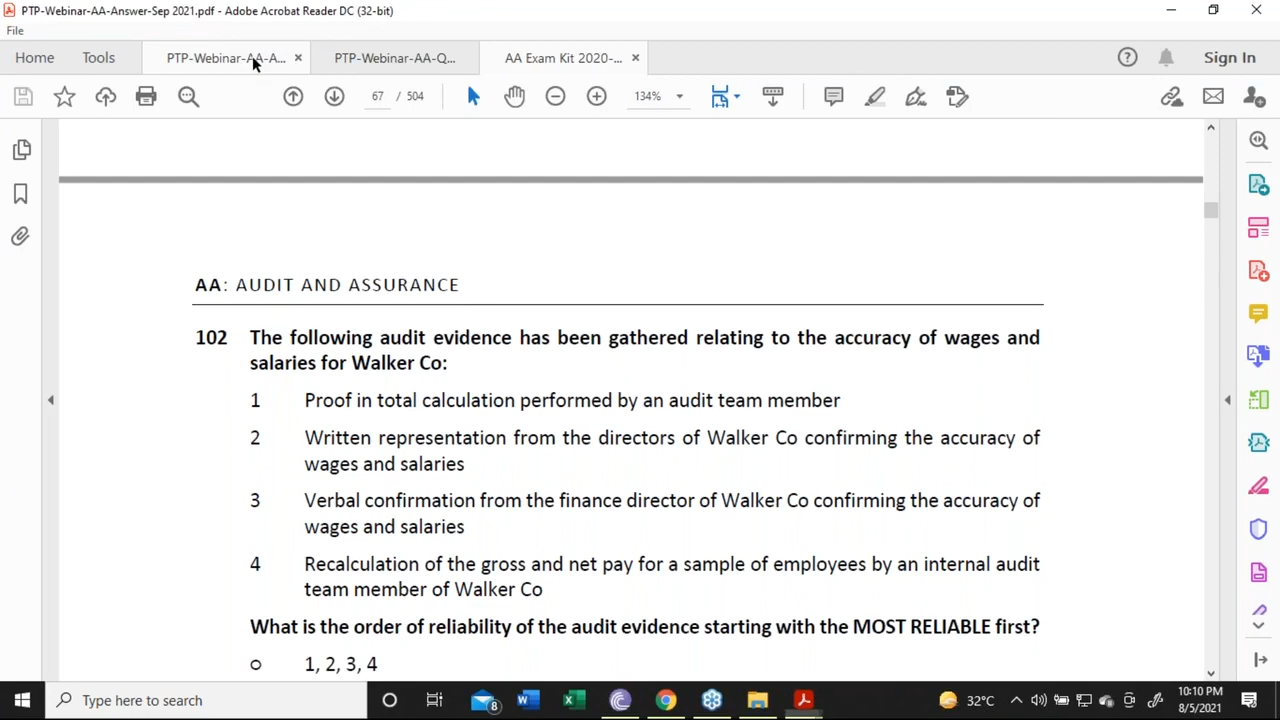 PTP-Webinar-AA-Answer-Sep 2021.pdf - Adobe Acrobat Reader DC (32-bit)
File
Home
Tools
PTP-Webinar-AA-A...
PTP-Webinar-AA-Q...
AA Exam Kit 2020-...
Sign In
67 / 504
134%
AA: AUDIT AND ASSURANCE
102 The following audit evidence has been gathered relating to the accuracy of wages and
salaries for Walker Co:
1 Proof in total calculation performed by an audit team member
2 Written representation from the directors of Walker Co confirming the accuracy of
wages and salaries
3 Verbal confirmation from the finance director of Walker Co confirming the accuracy of
wages and salaries
4 Recalculation of the gross and net pay for a sample of employees by an internal audit
team member of Walker Co
What is the order of reliability of the audit evidence starting with the MOST RELIABLE first?
1, 2, 3, 4
Type here to search
8
32°C
10:10 PM
8/5/2021